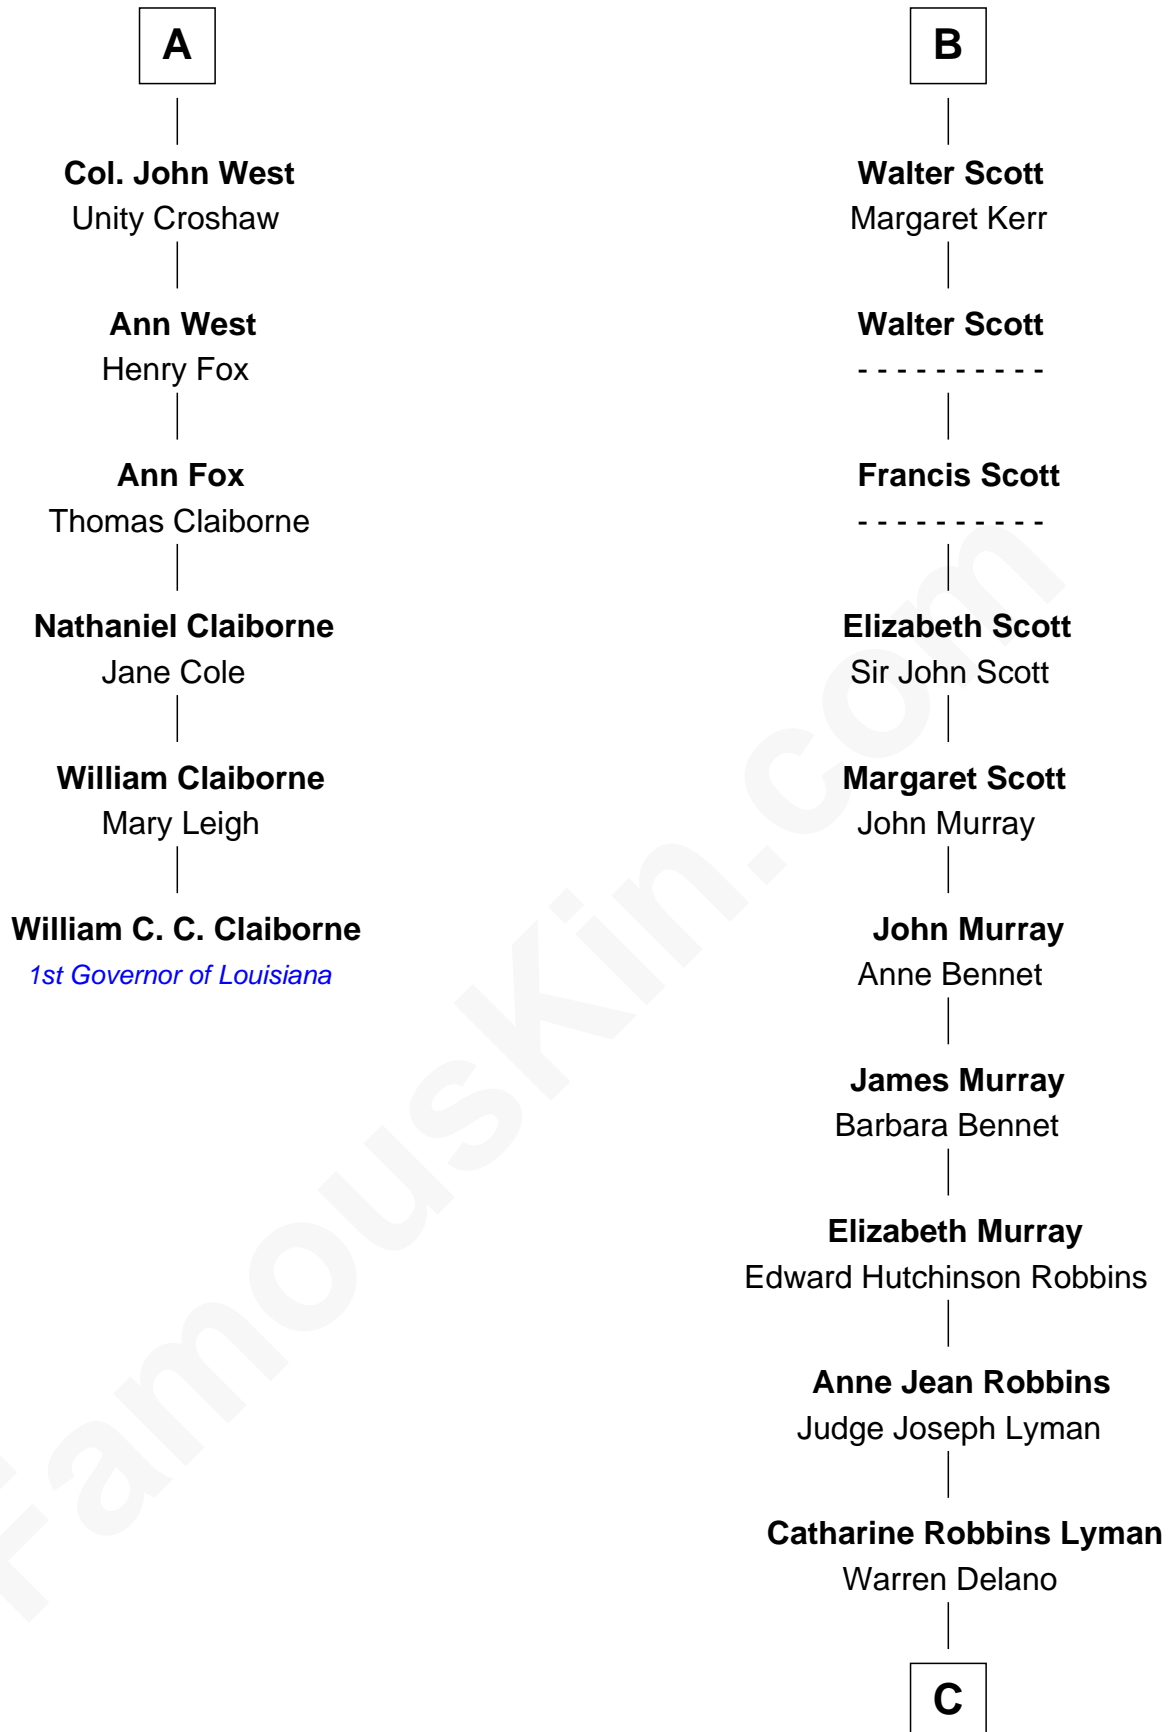 A
Col. John West
Unity Croshaw
Ann West
Henry Fox
Ann Fox
Thomas Claiborne
Nathaniel Claiborne
Jane Cole
William Claiborne
Mary Leigh
William C. C. Claiborne
1st Governor of Louisiana
B
Walter Scott
Margaret Kerr
Walter Scott
- - - - - - - - - -
Francis Scott
- - - - - - - - - -
Elizabeth Scott
Sir John Scott
Margaret Scott
John Murray
John Murray
Anne Bennet
James Murray
Barbara Bennet
Elizabeth Murray
Edward Hutchinson Robbins
Anne Jean Robbins
Judge Joseph Lyman
Catharine Robbins Lyman
Warren Delano
C
FamousKin.com